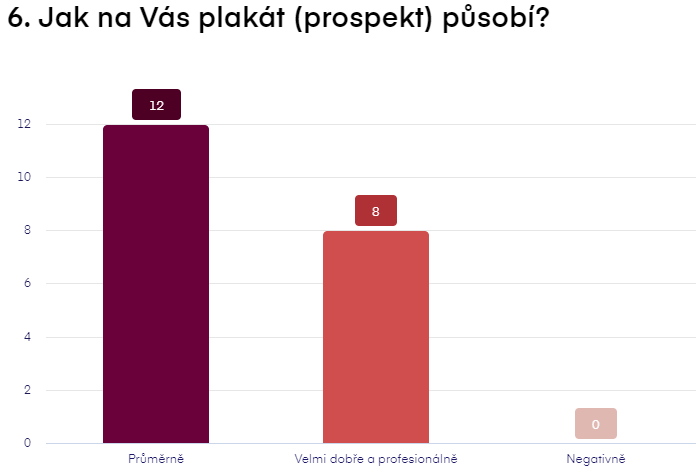 6. Jak na Vás plakát (prospekt) působí?
12
12
10
8
8
6
4
2
0
0
Průměrně
Velmi dobře a profesionálně
Negativně